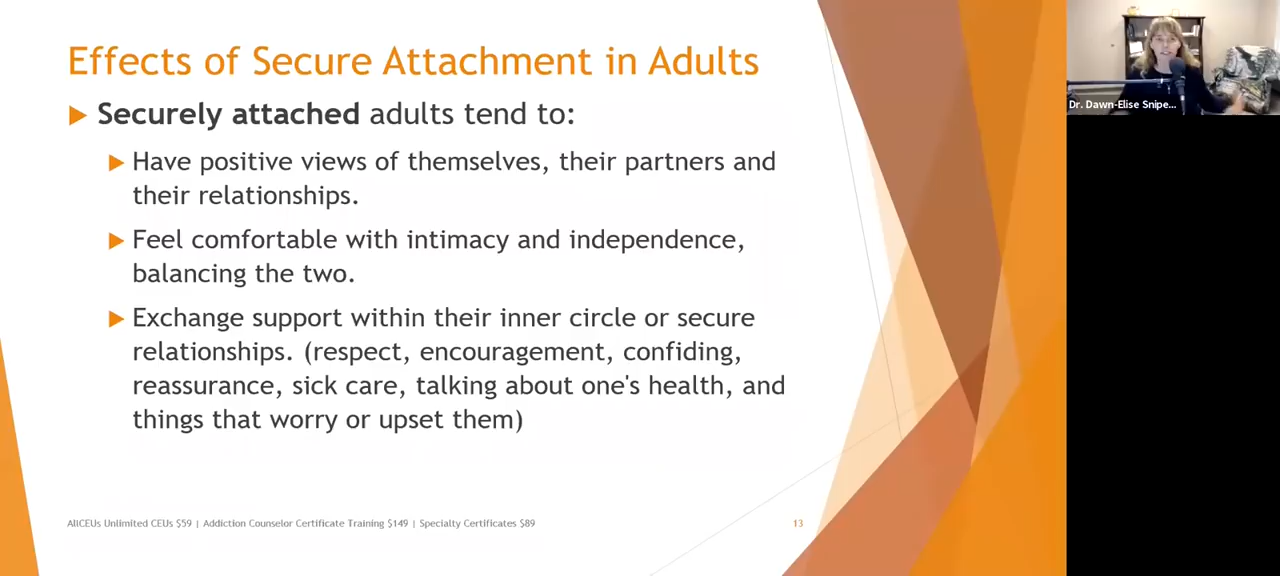 Effects of Secure Attachment in Adults
Securely attached adults tend to:
Have positive views of themselves, their partners and
their relationships.
Feel comfortable with intimacy and independence,
balancing the two.
Exchange support within their inner circle or secure
relationships. (respect, encouragement, confiding,
reassurance, sick care, talking about one's health, and
things that worry or upset them)
AllCEUs Unlimited CEUs $59 | Addiction Counselor Certificate Training $149 | Specialty Certificates $89
13
Dr. Dawn-Elise Snipe...